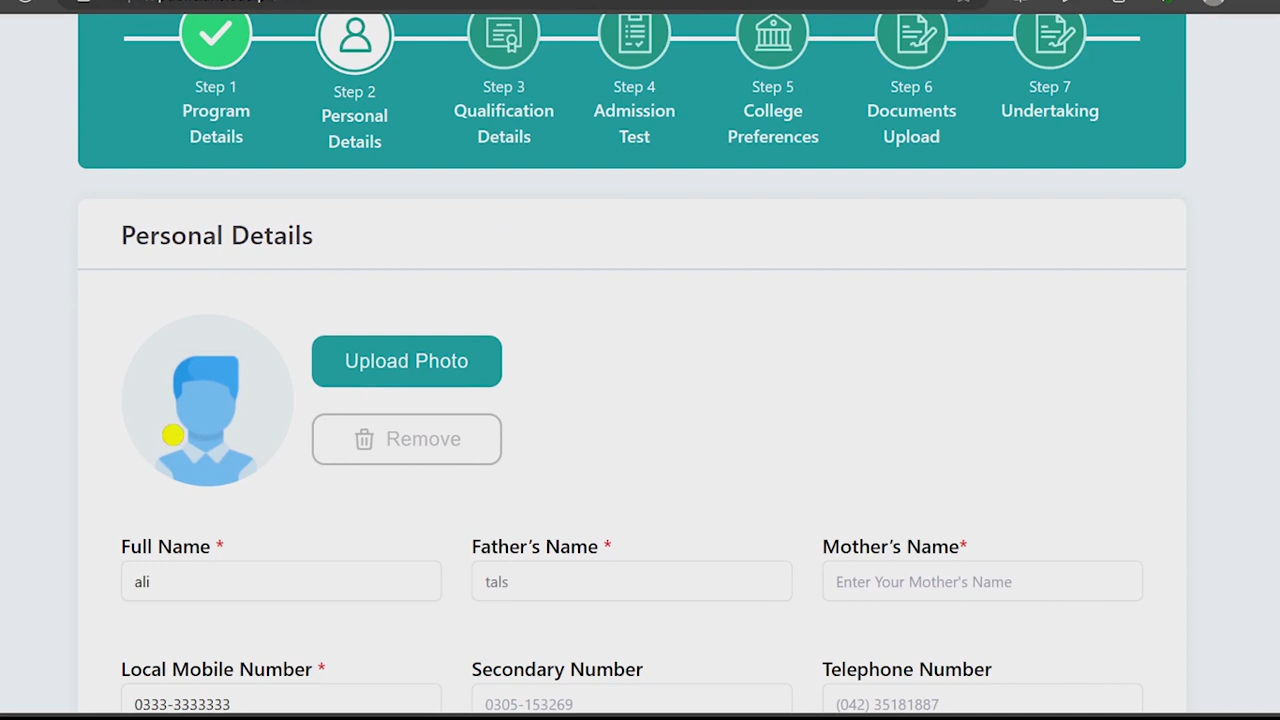 Step 1
Program
Details
Step 2
Personal
Details
Step 3
Qualification
Details
Step 4
Admission
Test
Step 5
College
Preferences
Step 6
Documents
Upload
Step 7
Undertaking
Personal Details
Upload Photo
Remove
Full Name *
Father’s Name *
Mother’s Name*
ali
tals
Enter Your Mother's Name
Local Mobile Number *
Secondary Number
Telephone Number
0333-3333333
0305-153269
(042) 35181887